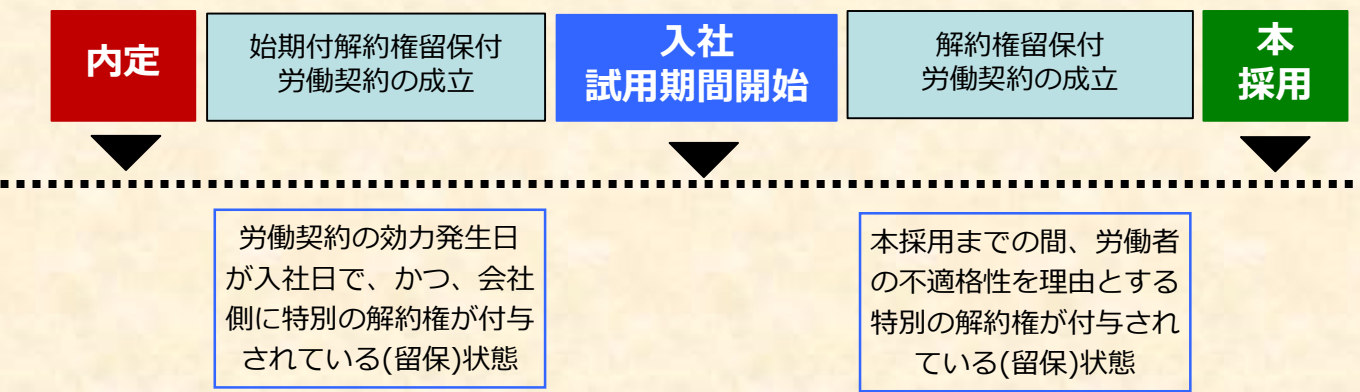 内定
始期付解約権留保付
労働契約の成立
入社
試用期間開始
解約権留保付
労働契約の成立
本
採用
労働契約の効力発生日
が入社日で、かつ、会社
側に特別の解約権が付与
されている(留保)状態
本採用までの間、労働者
の不適格性を理由とする
特別の解約権が付与され
ている(留保)状態